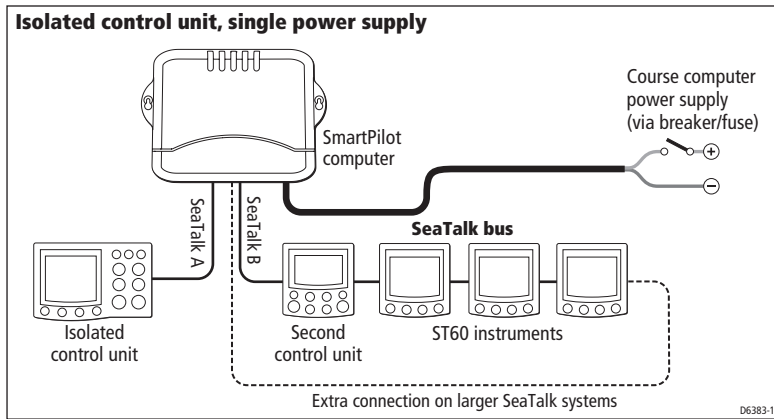 Isolated control unit, single power supply
Course computer
power supply
(via breaker/fuse)
+
−
SmartPilot
computer
SeaTalk A
SeaTalk B
SeaTalk bus
Isolated
control unit
Second
control unit
ST60 instruments
Extra connection on larger SeaTalk systems
D6383-1